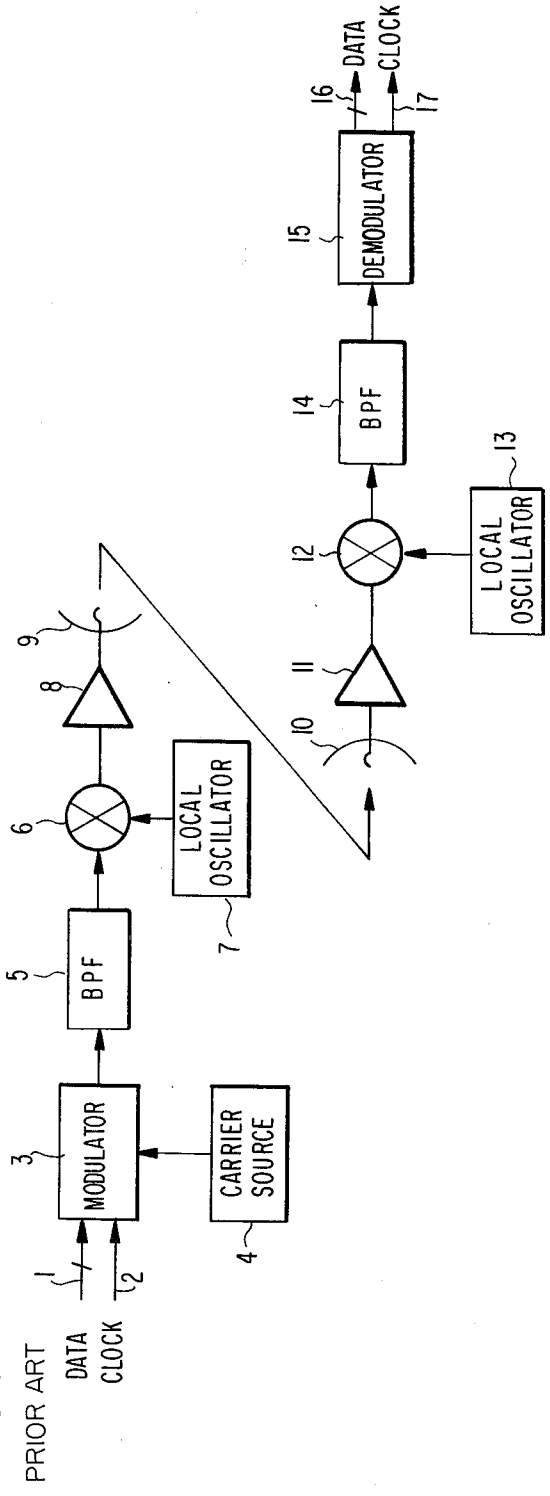 PRIOR ART
DATA
CLOCK
1
2
3
MODULATOR
CARRIER
SOURCE
4
5
BPF
6
LOCAL
OSCILLATOR
7
8
9
10
11
12
LOCAL
OSCILLATOR
13
14
BPF
15
DEMODULATOR
16
DATA
17
CLOCK